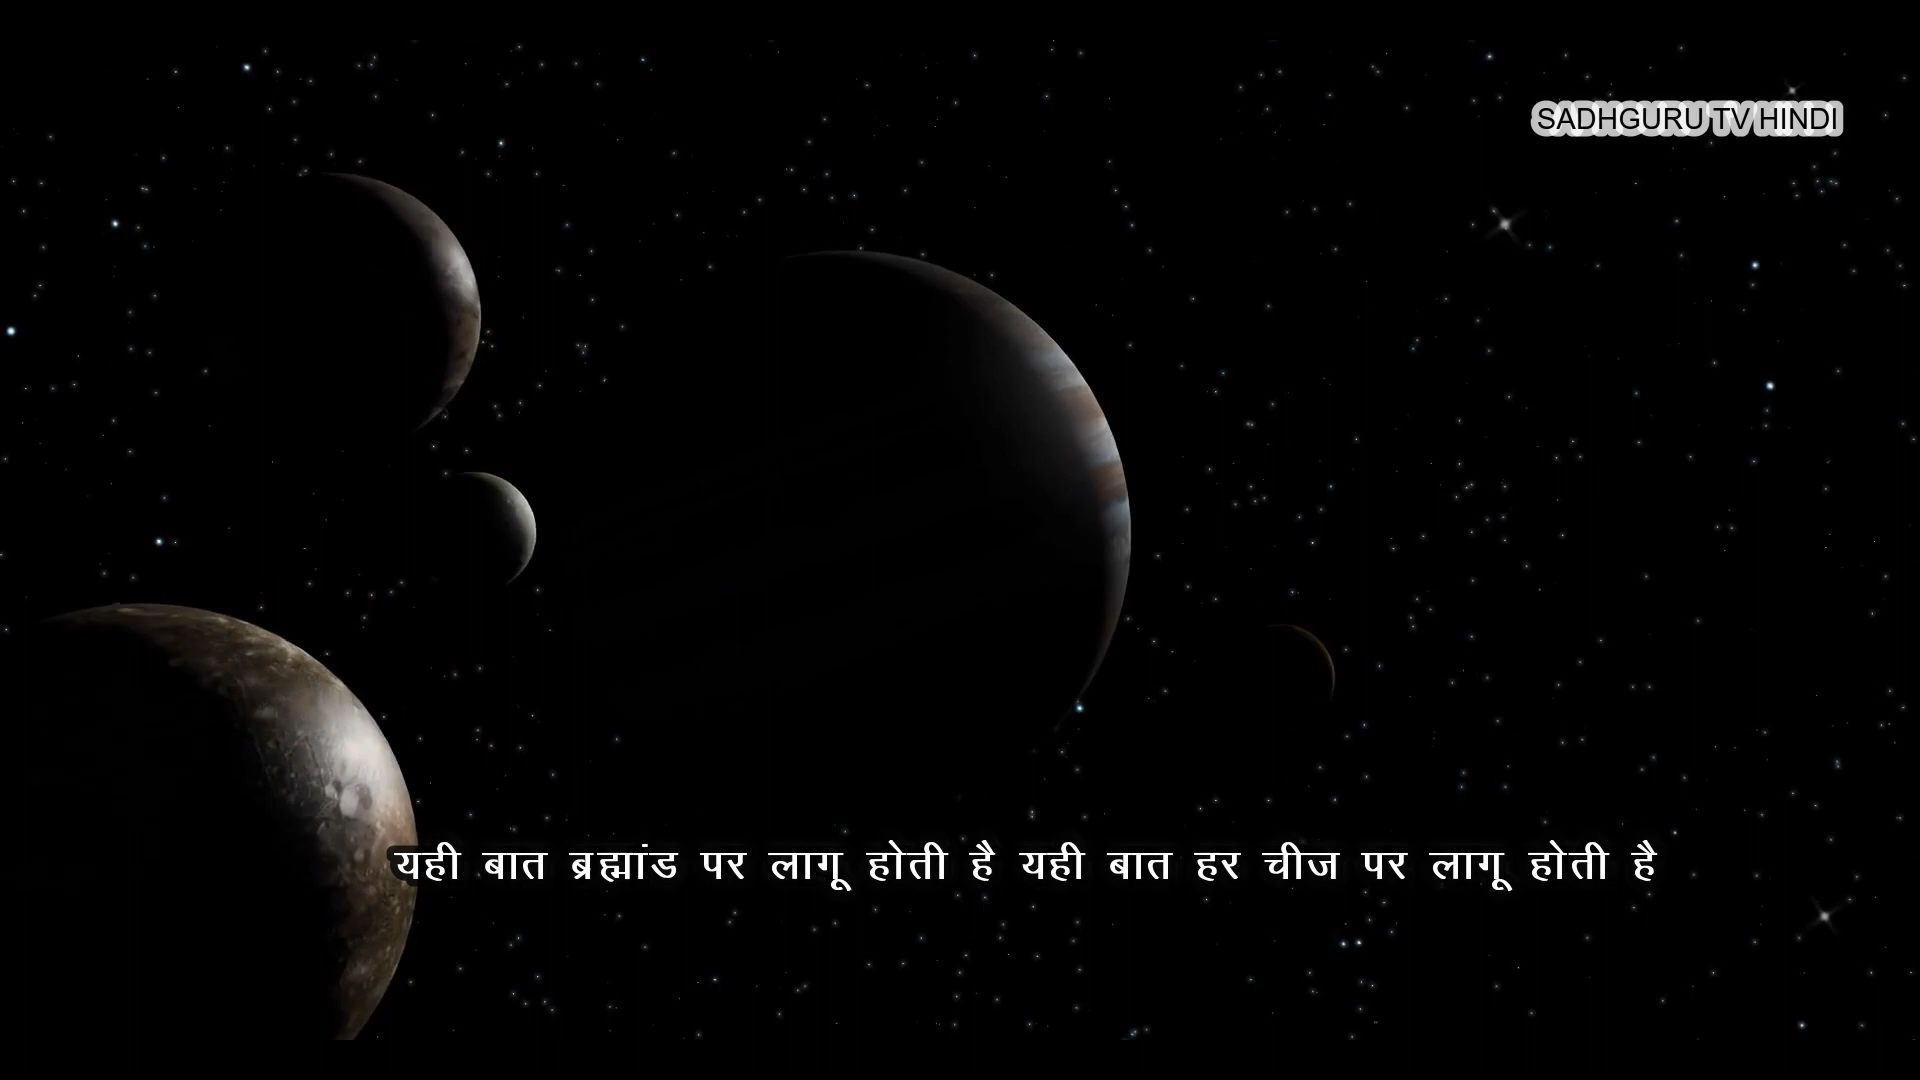 SADHGURU TV HINDI
यही बात ब्रह्मांड पर लागू होती है यही बात हर चीज पर लागू होती है